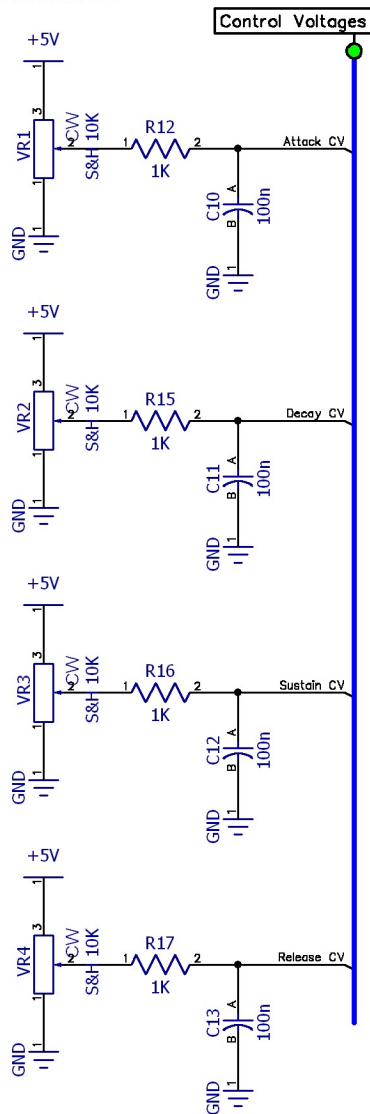 Control Voltages
+5V
1
3
VR1
2
CW
S&H 10K
1
R12
2
1K
Attack CV
A
C10
100n
B
1
GND
1
GND
+5V
1
3
VR2
2
CW
S&H 10K
1
R15
2
1K
Decay CV
A
C11
100n
B
1
GND
1
GND
+5V
1
3
VR3
2
CW
S&H 10K
1
R16
2
1K
Sustain CV
A
C12
100n
B
1
GND
1
GND
+5V
1
3
VR4
2
CW
S&H 10K
1
R17
2
1K
Release CV
A
C13
100n
B
1
GND
1
GND